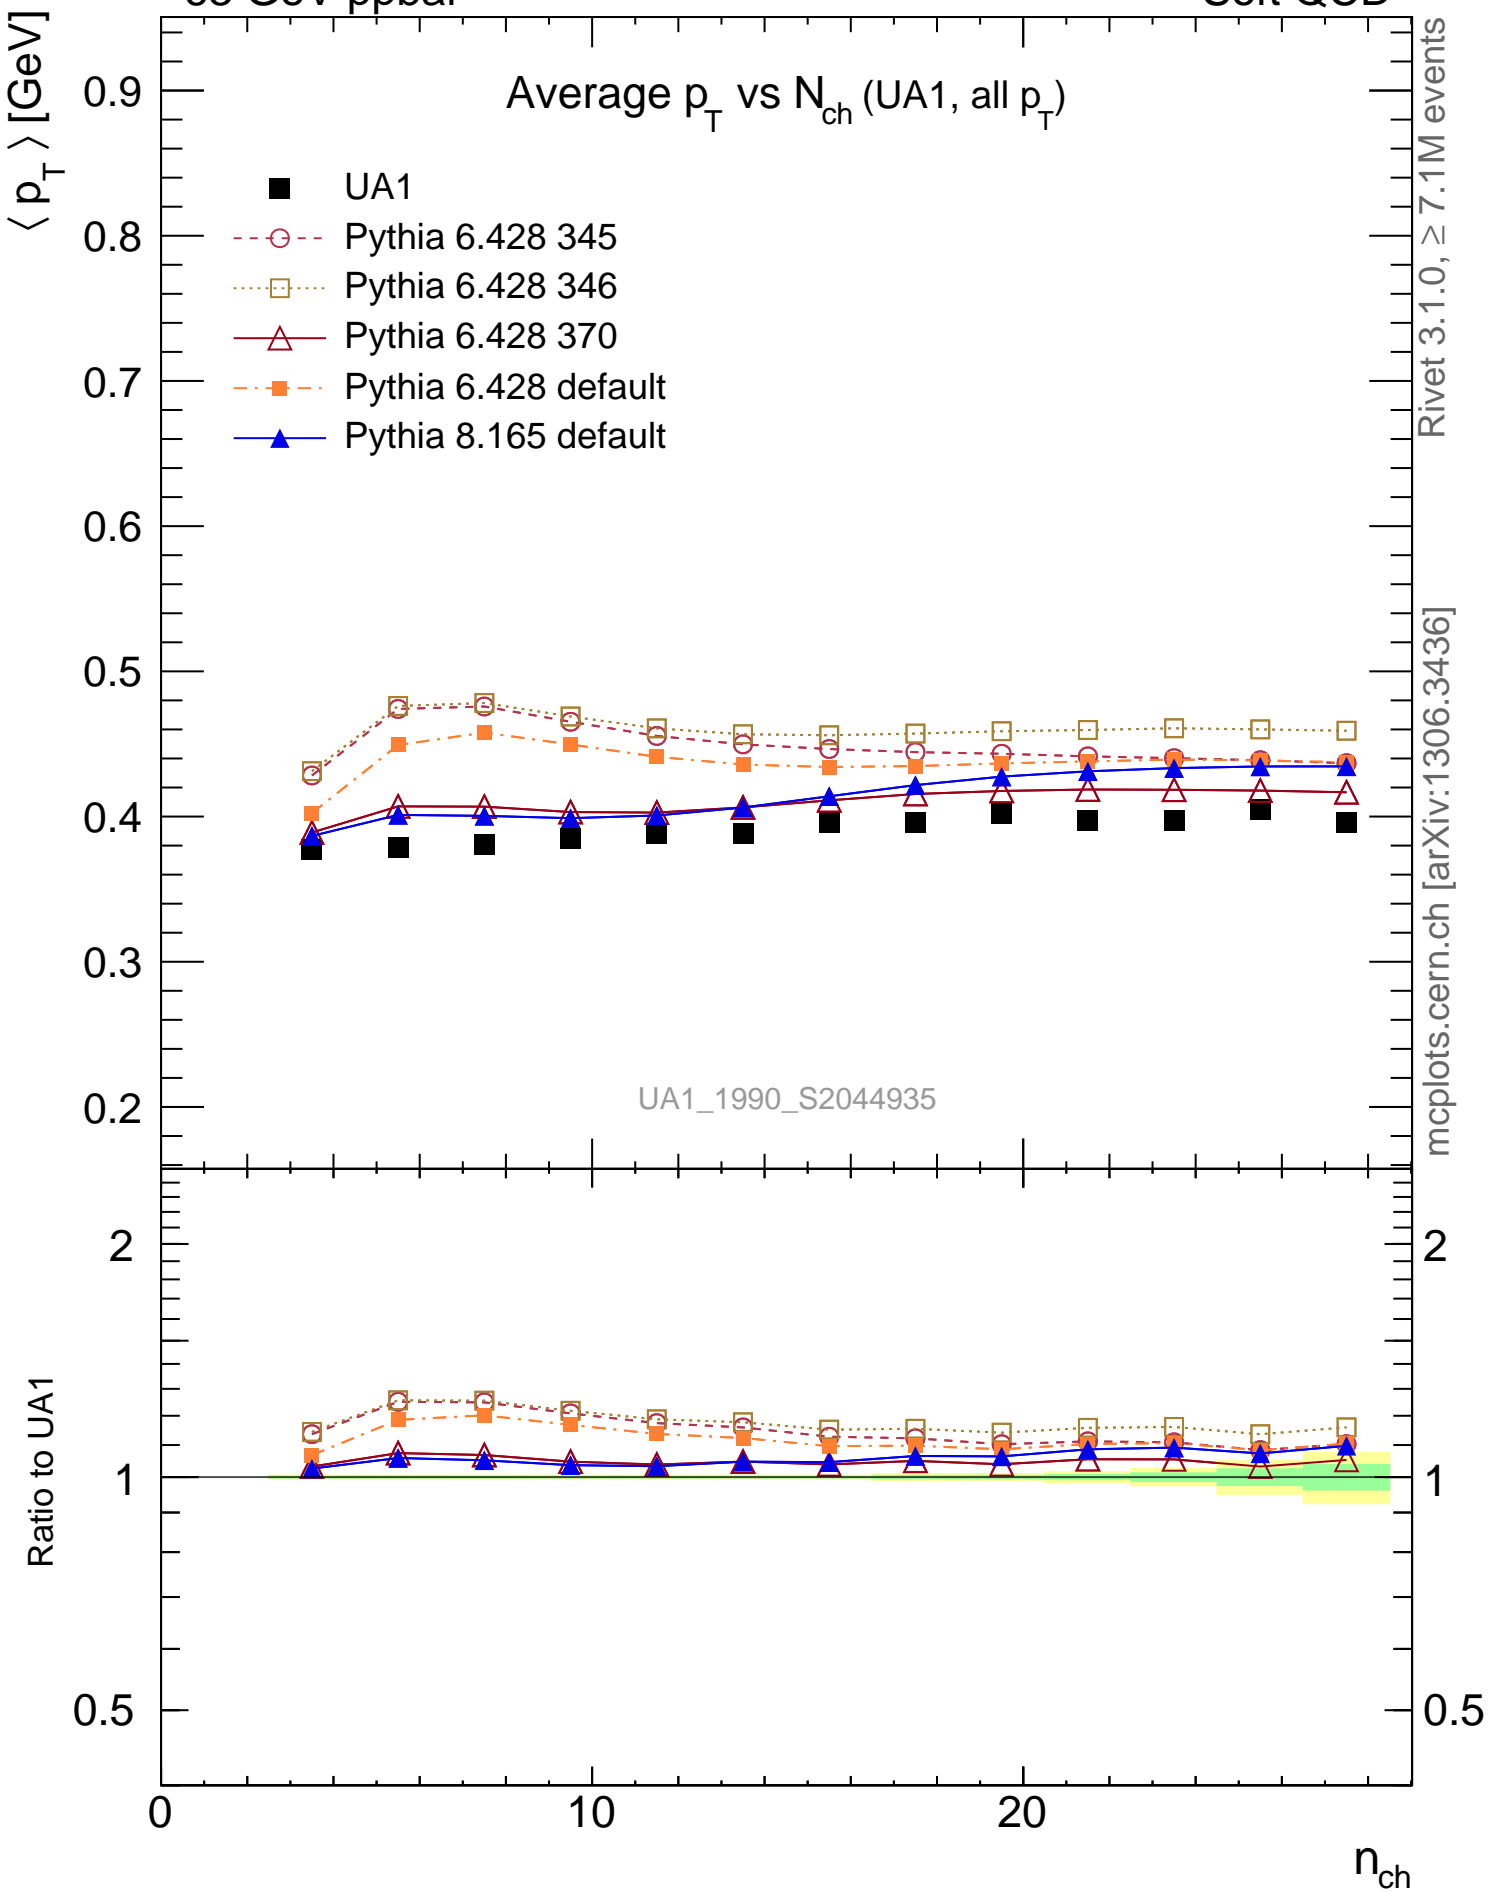 Average p_T vs N_ch (UA1, all p_T)
⟨ p_T ⟩ [GeV]
UA1
Pythia 6.428 345
Pythia 6.428 346
Pythia 6.428 370
Pythia 6.428 default
Pythia 8.165 default
0.9
0.8
0.7
0.6
0.5
0.4
0.3
0.2
UA1_1990_S2044935
Rivet 3.1.0, ≥ 7.1M events
mcplots.cern.ch [arXiv:1306.3436]
Ratio to UA1
2
1
0.5
2
1
0.5
0
10
20
n_ch